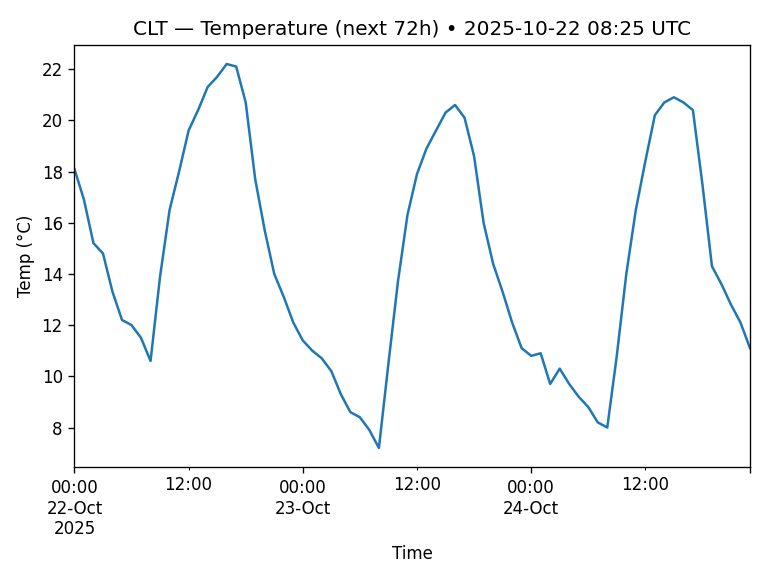 CLT — Temperature (next 72h) • 2025-10-22 08:25 UTC
Temp (°C)
22
20
18
16
14
12
10
8
00:00 12:00 00:00 12:00 00:00 12:00
22-Oct 23-Oct 24-Oct
2025
Time